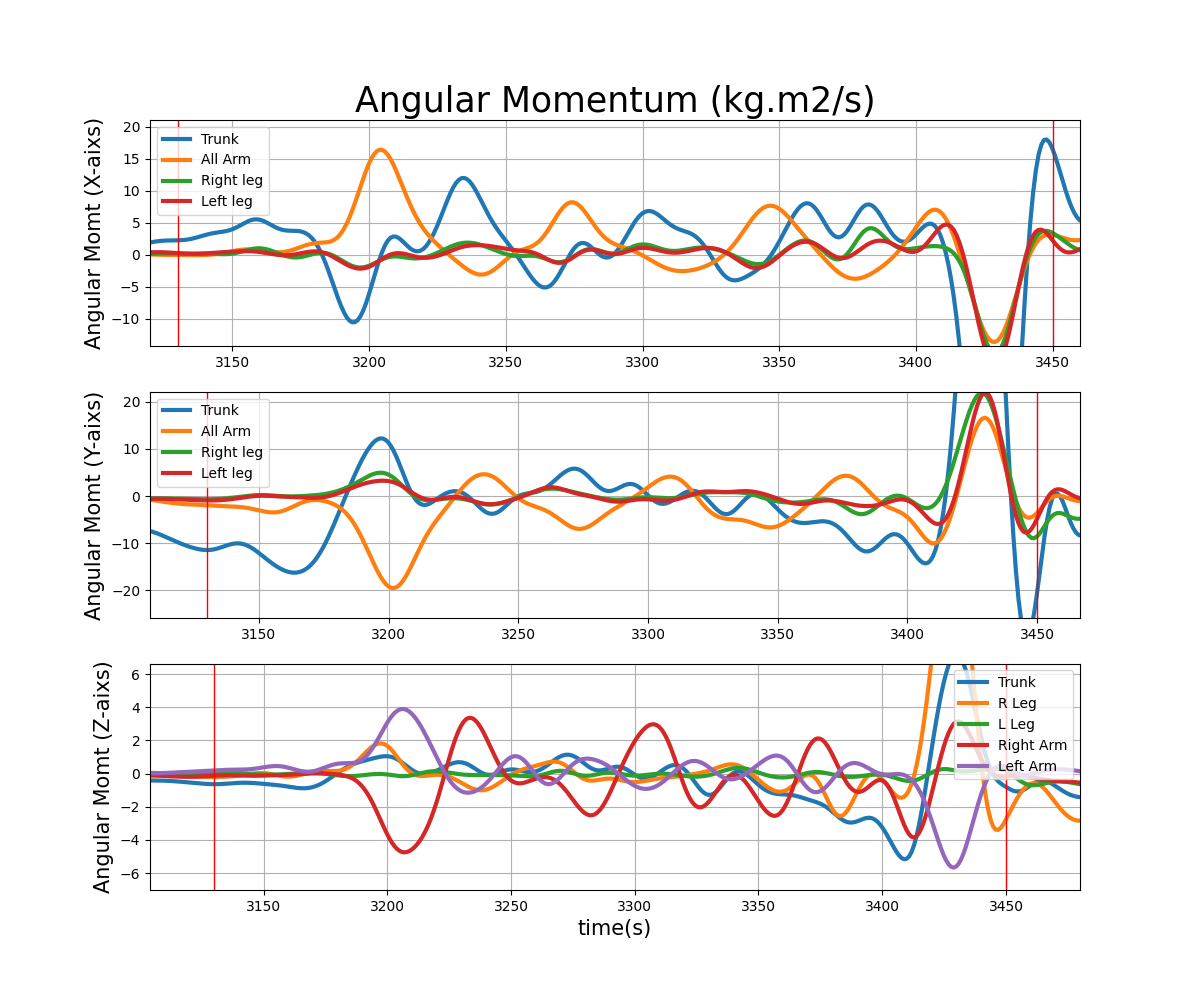 Angular Momentum (kg.m2/s)
Angular Momt (X-aixs)
20
15
10
5
0
−5
−10
Trunk
All Arm
Right leg
Left leg
3150
3200
3250
3300
3350
3400
3450
Angular Momt (Y-aixs)
20
10
0
−10
−20
Trunk
All Arm
Right leg
Left leg
3150
3200
3250
3300
3350
3400
3450
Angular Momt (Z-aixs)
6
4
2
0
−2
−4
−6
Trunk
R Leg
L Leg
Right Arm
Left Arm
3150
3200
3250
3300
3350
3400
3450
time(s)